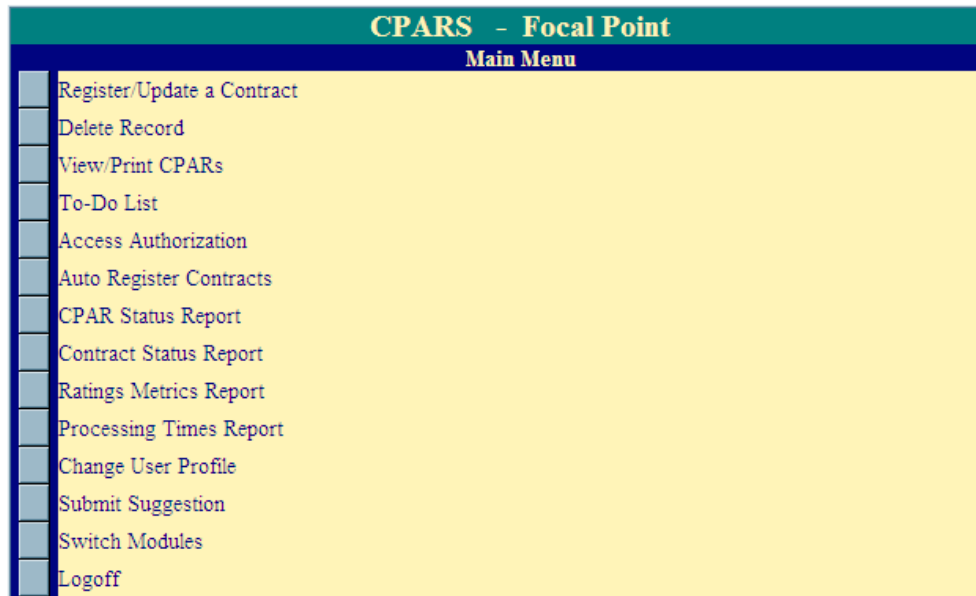 CPARS - Focal Point
Main Menu
Register/Update a Contract
Delete Record
View/Print CPARs
To-Do List
Access Authorization
Auto Register Contracts
CPAR Status Report
Contract Status Report
Ratings Metrics Report
Processing Times Report
Change User Profile
Submit Suggestion
Switch Modules
Logoff